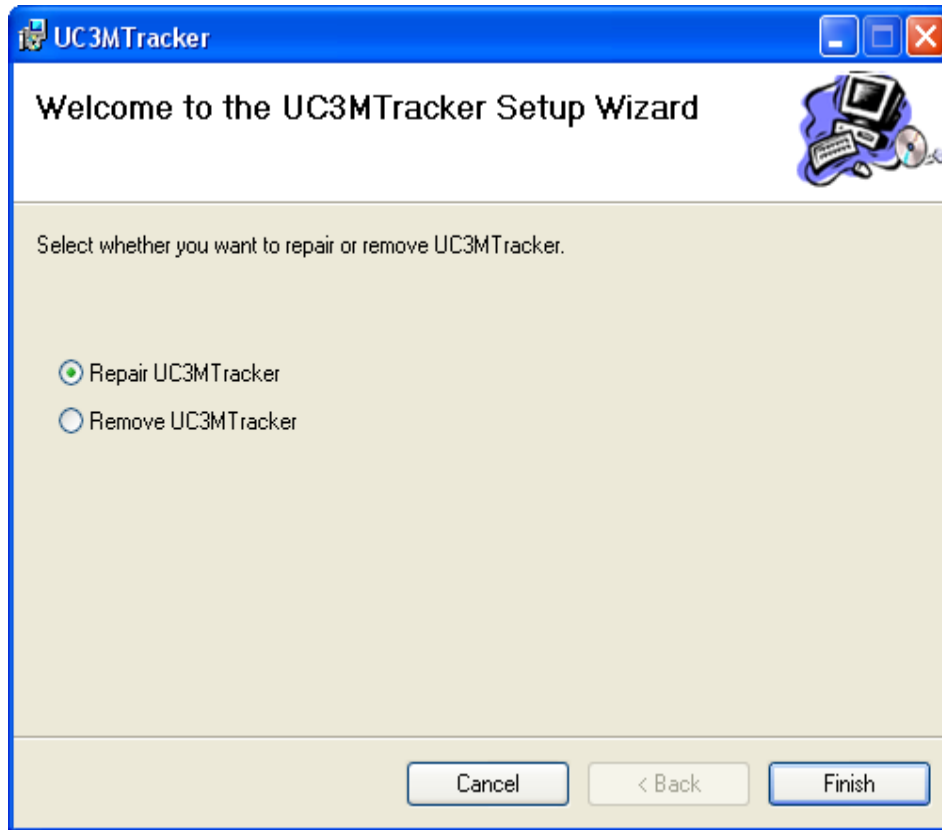 UC3MTracker
Welcome to the UC3MTracker Setup Wizard
Select whether you want to repair or remove UC3MTracker.
Repair UC3MTracker
Remove UC3MTracker
Cancel
< Back
Finish